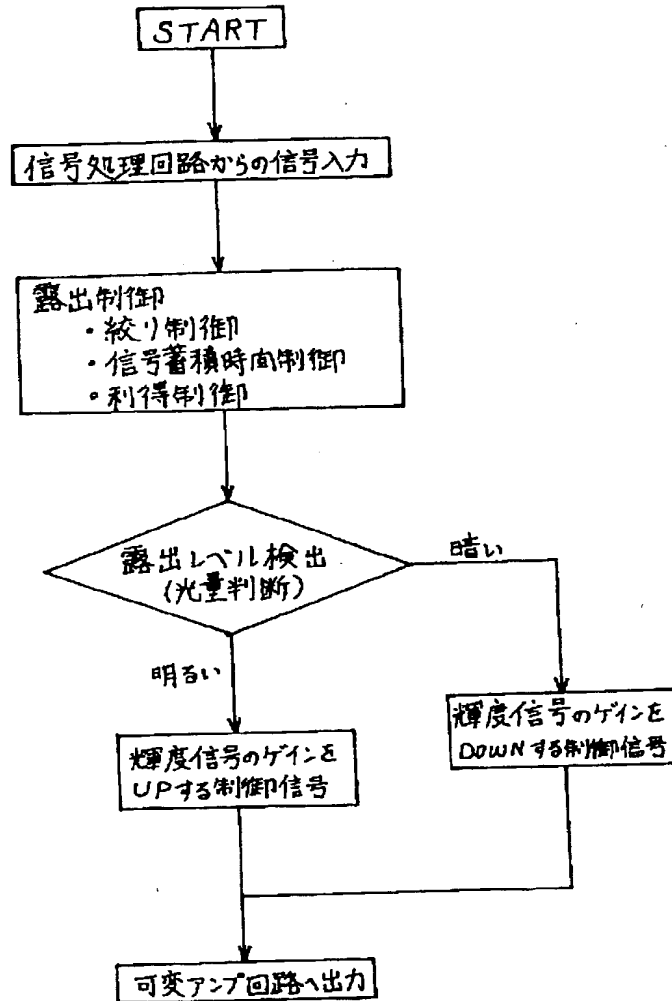 START
信号処理回路からの信号入力
露出制御
・絞り制御
・信号蓄積時間制御
・利得制御
露出レベル検出
(光量判断)
暗い
明るい
輝度信号のゲインを
UPする制御信号
輝度信号のゲインを
DOWNする制御信号
可変アンプ回路へ出力